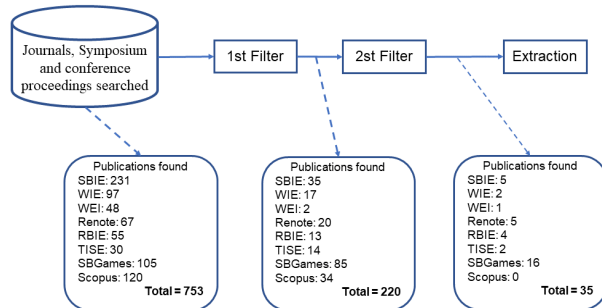 Journals, Symposium
and conference
proceedings searched
1st Filter
2st Filter
Extraction
Publications found
SBIE: 231
WIE: 97
WEI: 48
Renote: 67
RBIE: 55
TISE: 30
SBGames: 105
Scopus: 120
Total = 753
Publications found
SBIE: 35
WIE: 17
WEI: 2
Renote: 20
RBIE: 13
TISE: 14
SBGames: 85
Scopus: 34
Total = 220
Publications found
SBIE: 5
WIE: 2
WEI: 1
Renote: 5
RBIE: 4
TISE: 2
SBGames: 16
Scopus: 0
Total = 35